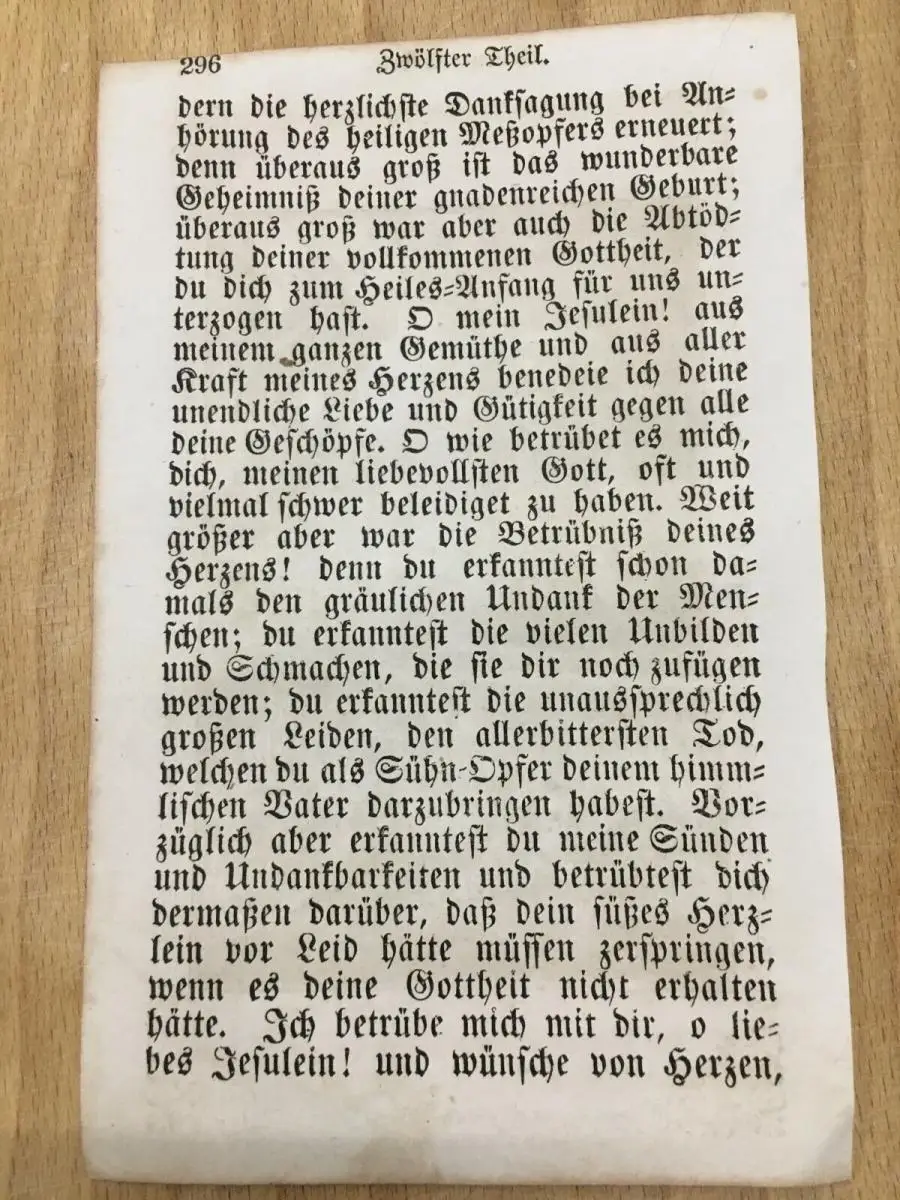 296 Zwölfter Theil.
dern die herzlichste Danksagung bei An=
hörung des heiligen Meßopfers erneuert;
denn überaus groß ist das wunderbare
Geheimniß deiner gnadenreichen Geburt;
überaus groß war aber auch die Abtöd=
tung deiner vollkommenen Gottheit, der
du dich zum Heiles=Anfang für uns un=
terzogen hast. O mein Jesulein! aus
meinem ganzen Gemüthe und aus aller
Kraft meines Herzens benedeie ich deine
unendliche Liebe und Gütigkeit gegen alle
deine Geschöpfe. O wie betrübet es mich,
dich, meinen liebevollsten Gott, oft und
vielmal schwer beleidiget zu haben. Weit
größer aber war die Betrübniß deines
Herzens! denn du erkanntest schon da=
mals den gräulichen Undank der Men=
schen; du erkanntest die vielen Unbilden
und Schmachen, die sie dir noch zufügen
werden; du erkanntest die unaussprechlich
großen Leiden, den allerbittersten Tod,
welchen du als Sühn-Opfer deinem himm=
lischen Vater darzubringen habest. Vor=
züglich aber erkanntest du meine Sünden
und Undankbarkeiten und betrübtest dich
dermaßen darüber, daß dein süßes Herz=
lein vor Leid hätte müssen zerspringen,
wenn es deine Gottheit nicht erhalten
hätte. Ich betrübe mich mit dir, o lie=
bes Jesulein! und wünsche von Herzen,